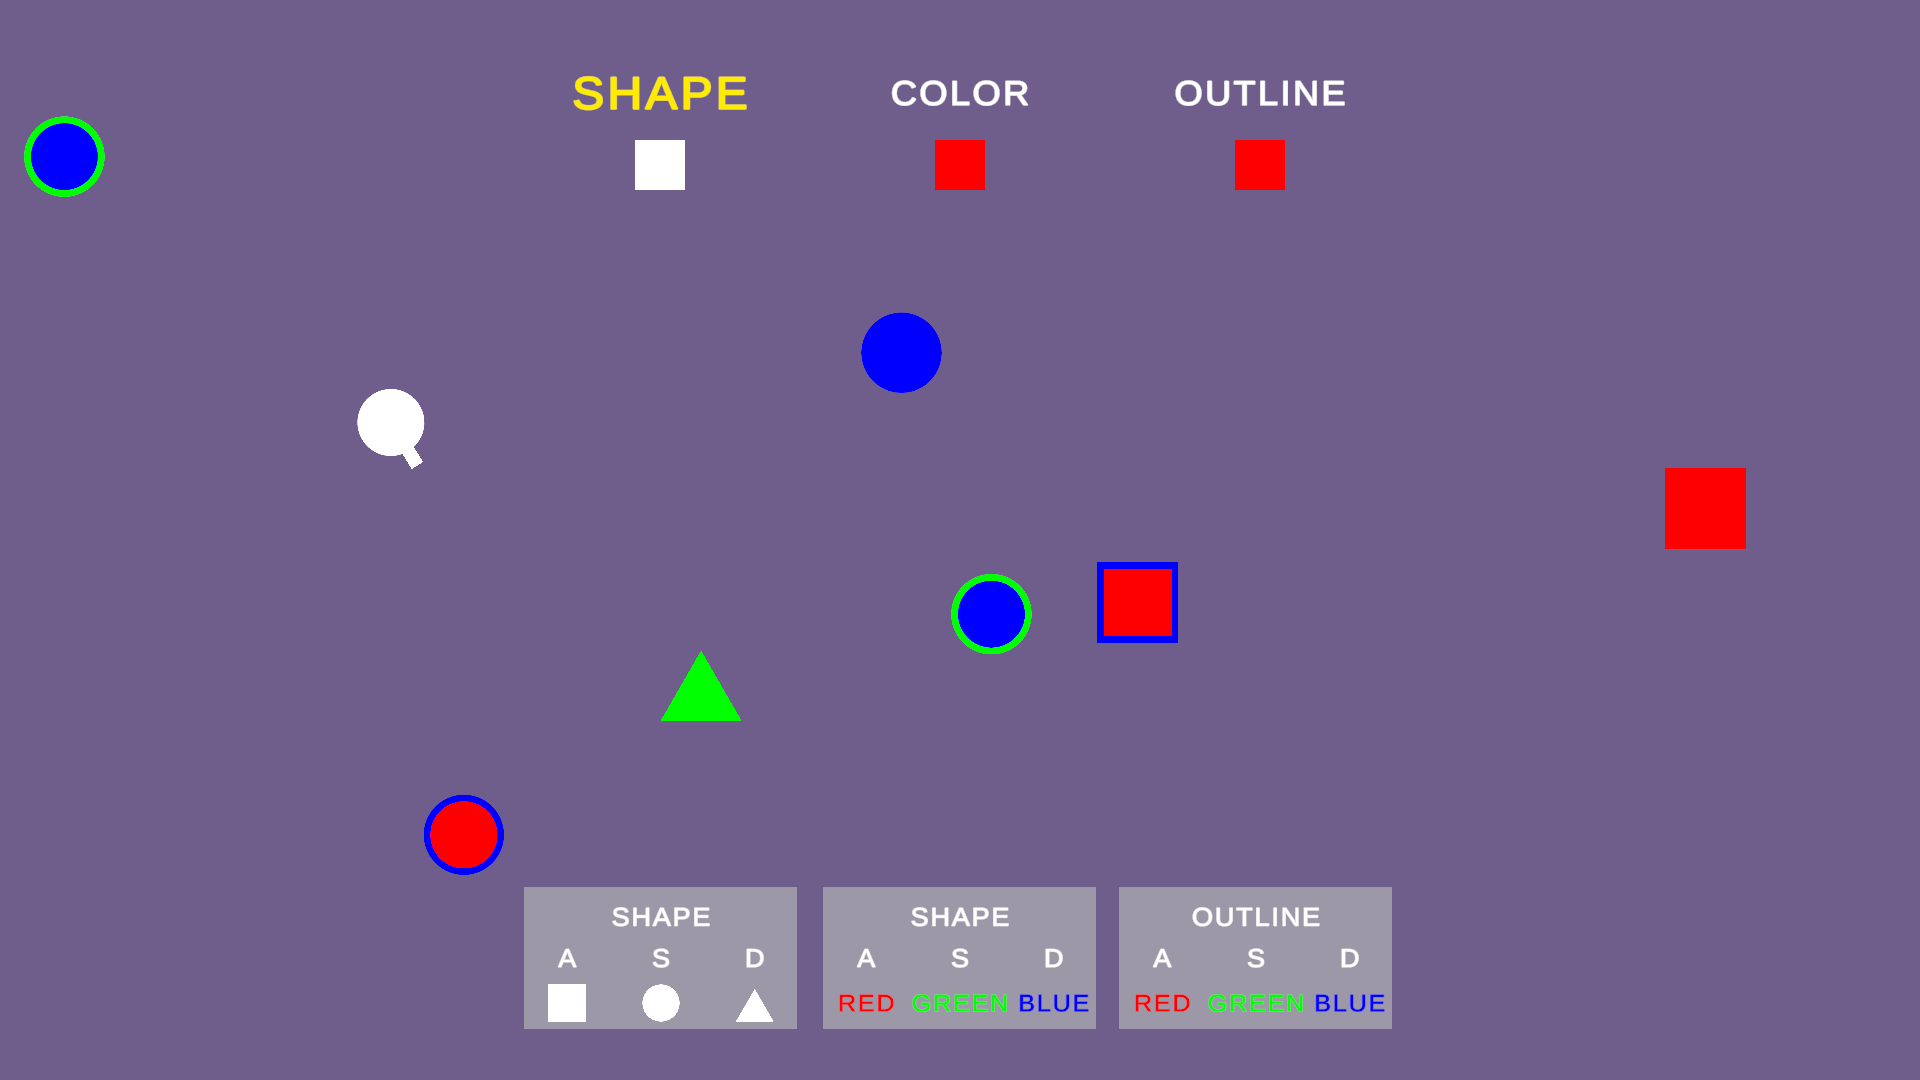 SHAPE COLOR OUTLINE
SHAPE
A S D
SHAPE
A S D
RED GREEN BLUE
OUTLINE
A S D
RED GREEN BLUE